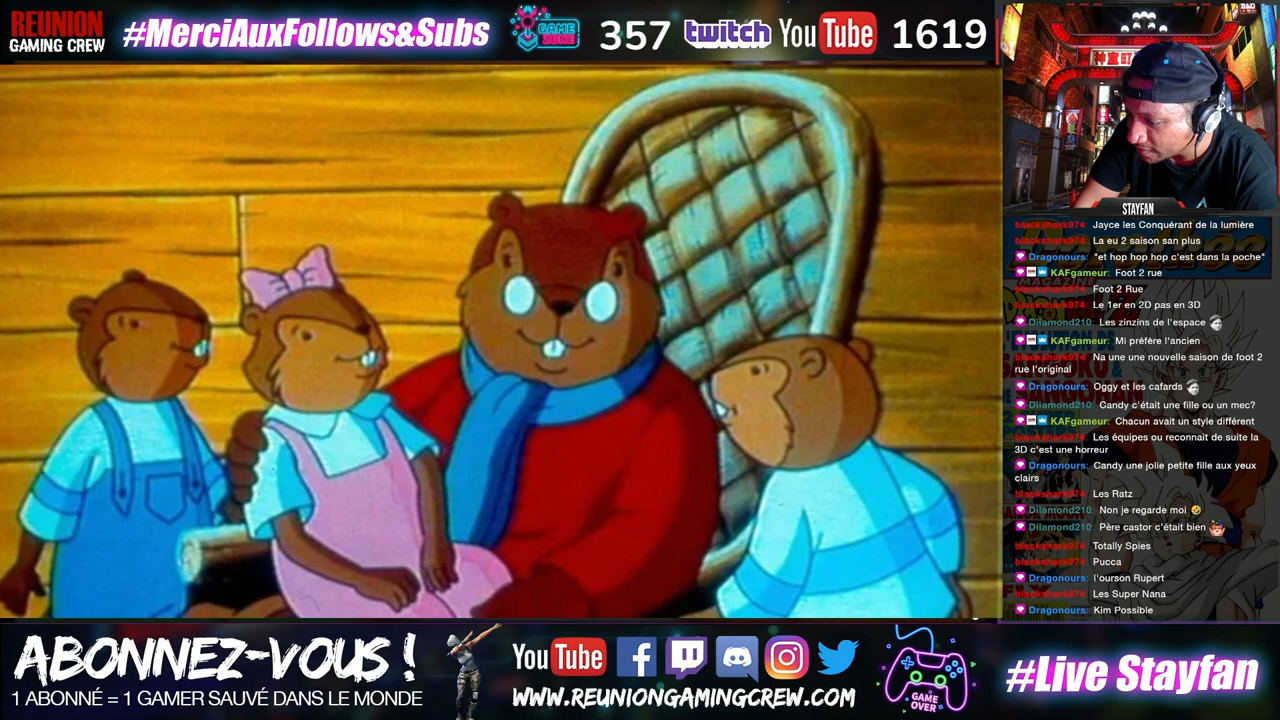 REUNION
GAMING CREW
#MerciAuxFollows&Subs
GAME
ZONE
357
twitch
YouTube
1619
STAYFAN
blackshark974: Jayce les Conquérant de la lumière
blackshark974: La eu 2 saison san plus
Dragonours: *et hop hop hop c'est dans la poche*
KAFgameur: Foot 2 rue
blackshark974: Foot 2 Rue
blackshark974: Le 1er en 2D pas en 3D
Diiamond210: Les zinzins de l'espace
KAFgameur: Mi préfère l'ancien
blackshark974: Na une une nouvelle saison de foot 2
rue l'original
Dragonours: Oggy et les cafards
Diiamond210: Candy c'était une fille ou un mec?
KAFgameur: Chacun avait un style différent
blackshark974: Les équipes ou reconnait de suite la
3D c'est une horreur
Dragonours: Candy une jolie petite fille aux yeux
clairs
blackshark974: Les Ratz
Diiamond210: Non je regarde moi
Diiamond210: Père castor c'était bien
blackshark974: Totally Spies
blackshark974: Pucca
Dragonours: l'ourson Rupert
blackshark974: Les Super Nana
Dragonours: Kim Possible
ABONNEZ-VOUS !
1 ABONNÉ = 1 GAMER SAUVÉ DANS LE MONDE
YouTube
WWW.REUNIONGAMINGCREW.COM
GAME
OVER
#Live Stayfan